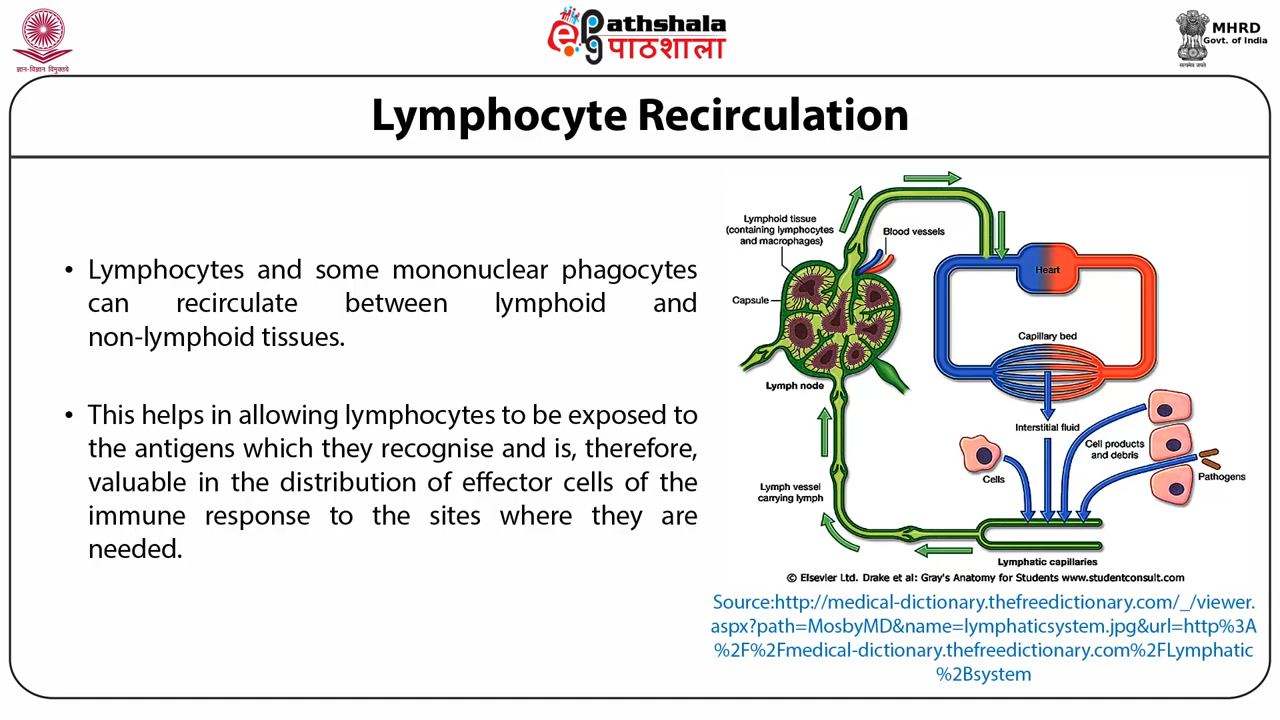 ज्ञान-विज्ञान विमुक्तये
ePg athshala
पाठशाला
MHRD
Govt. of India
सत्यमेव जयते
Lymphocyte Recirculation
• Lymphocytes and some mononuclear phagocytes
can recirculate between lymphoid and
non-lymphoid tissues.
• This helps in allowing lymphocytes to be exposed to
the antigens which they recognise and is, therefore,
valuable in the distribution of effector cells of the
immune response to the sites where they are
needed.
Lymphoid tissue
(containing lymphocytes
and macrophages)
Blood vessels
Capsule
Heart
Capillary bed
Lymph node
Interstitial fluid
Cell products
and debris
Cells
Pathogens
Lymph vessel
carrying lymph
Lymphatic capillaries
© Elsevier Ltd. Drake et al: Gray's Anatomy for Students www.studentconsult.com
Source:http://medical-dictionary.thefreedictionary.com/_/viewer.
aspx?path=MosbyMD&name=lymphaticsystem.jpg&url=http%3A
%2F%2Fmedical-dictionary.thefreedictionary.com%2FLymphatic
%2Bsystem